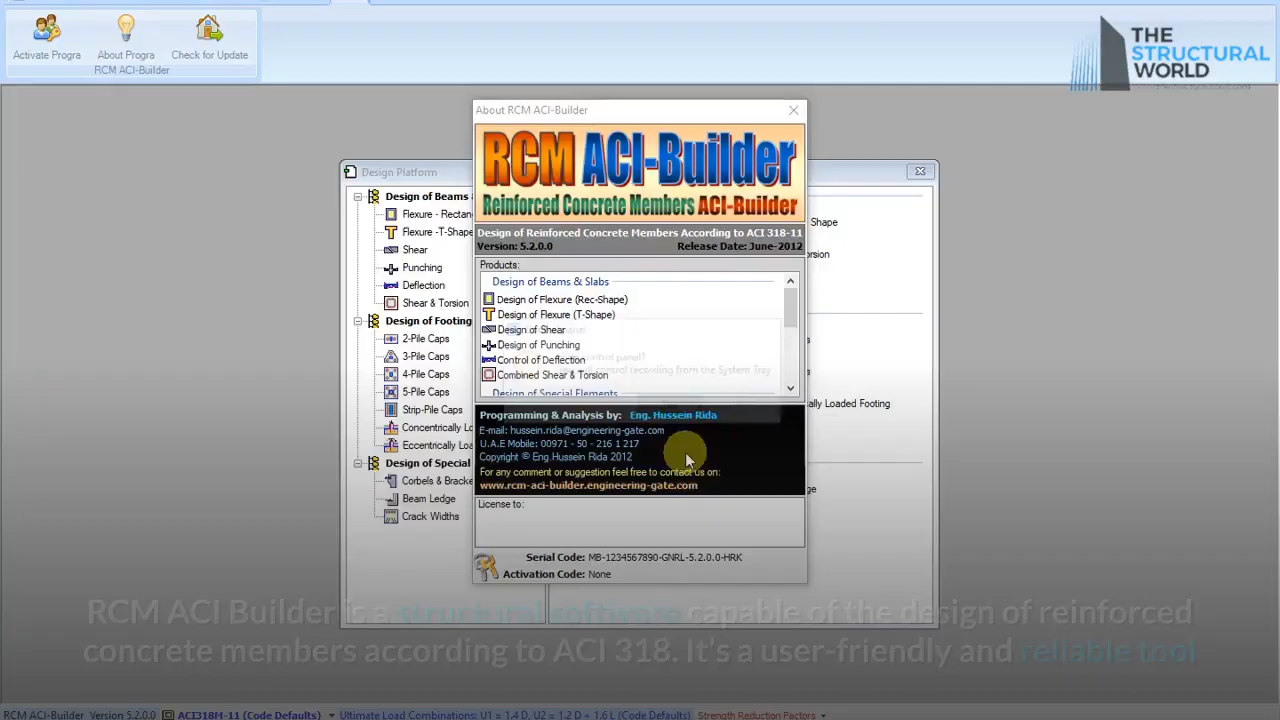 Activate Progra
About Progra
Check for Update
RCM ACI-Builder
THE
STRUCTURAL
WORLD
About RCM ACI-Builder
RCM ACI-Builder
Reinforced Concrete Members ACI-Builder
Design of Reinforced Concrete Members According to ACI 318-11
Version: 5.2.0.0 Release Date: June-2012
Products:
Design of Beams & Slabs
Design of Flexure (Rec-Shape)
Design of Flexure (T-Shape)
Design of Shear
Design of Punching
Control of Deflection
Combined Shear & Torsion
Design of Special Elements
control panel?
control recording from the System Tray
Programming & Analysis by: Eng. Hussein Rida
E-mail: hussein.rida@engineering-gate.com
U.A.E Mobile: 00971 - 50 - 216 1 217
Copyright © Eng.Hussein Rida 2012
For any comment or suggestion feel free to contact us on:
www.rcm-aci-builder.engineering-gate.com
License to:
Serial Code: MB-1234567890-GNRL-5.2.0.0-HRK
Activation Code: None
Design Platform
Design of Beams &
Flexure - Rectan
Flexure -T-Shape
Shear
Punching
Deflection
Shear & Torsion
Design of Footing
2-Pile Caps
3-Pile Caps
4-Pile Caps
5-Pile Caps
Strip-Pile Caps
Concentrically Lo
Eccentrically Loa
Design of Special
Corbels & Bracke
Beam Ledge
Crack Widths
Shape
orsion
ally Loaded Footing
ge
RCM ACI Builder is a structural software capable of the design of reinforced
concrete members according to ACI 318. It's a user-friendly and reliable tool
RCM ACI-Builder Version 5.2.0.0 ACI318M-11 (Code Defaults) Ultimate Load Combinations: U1 = 1.4 D, U2 = 1.2 D + 1.6 L (Code Defaults) Strength Reduction Factors